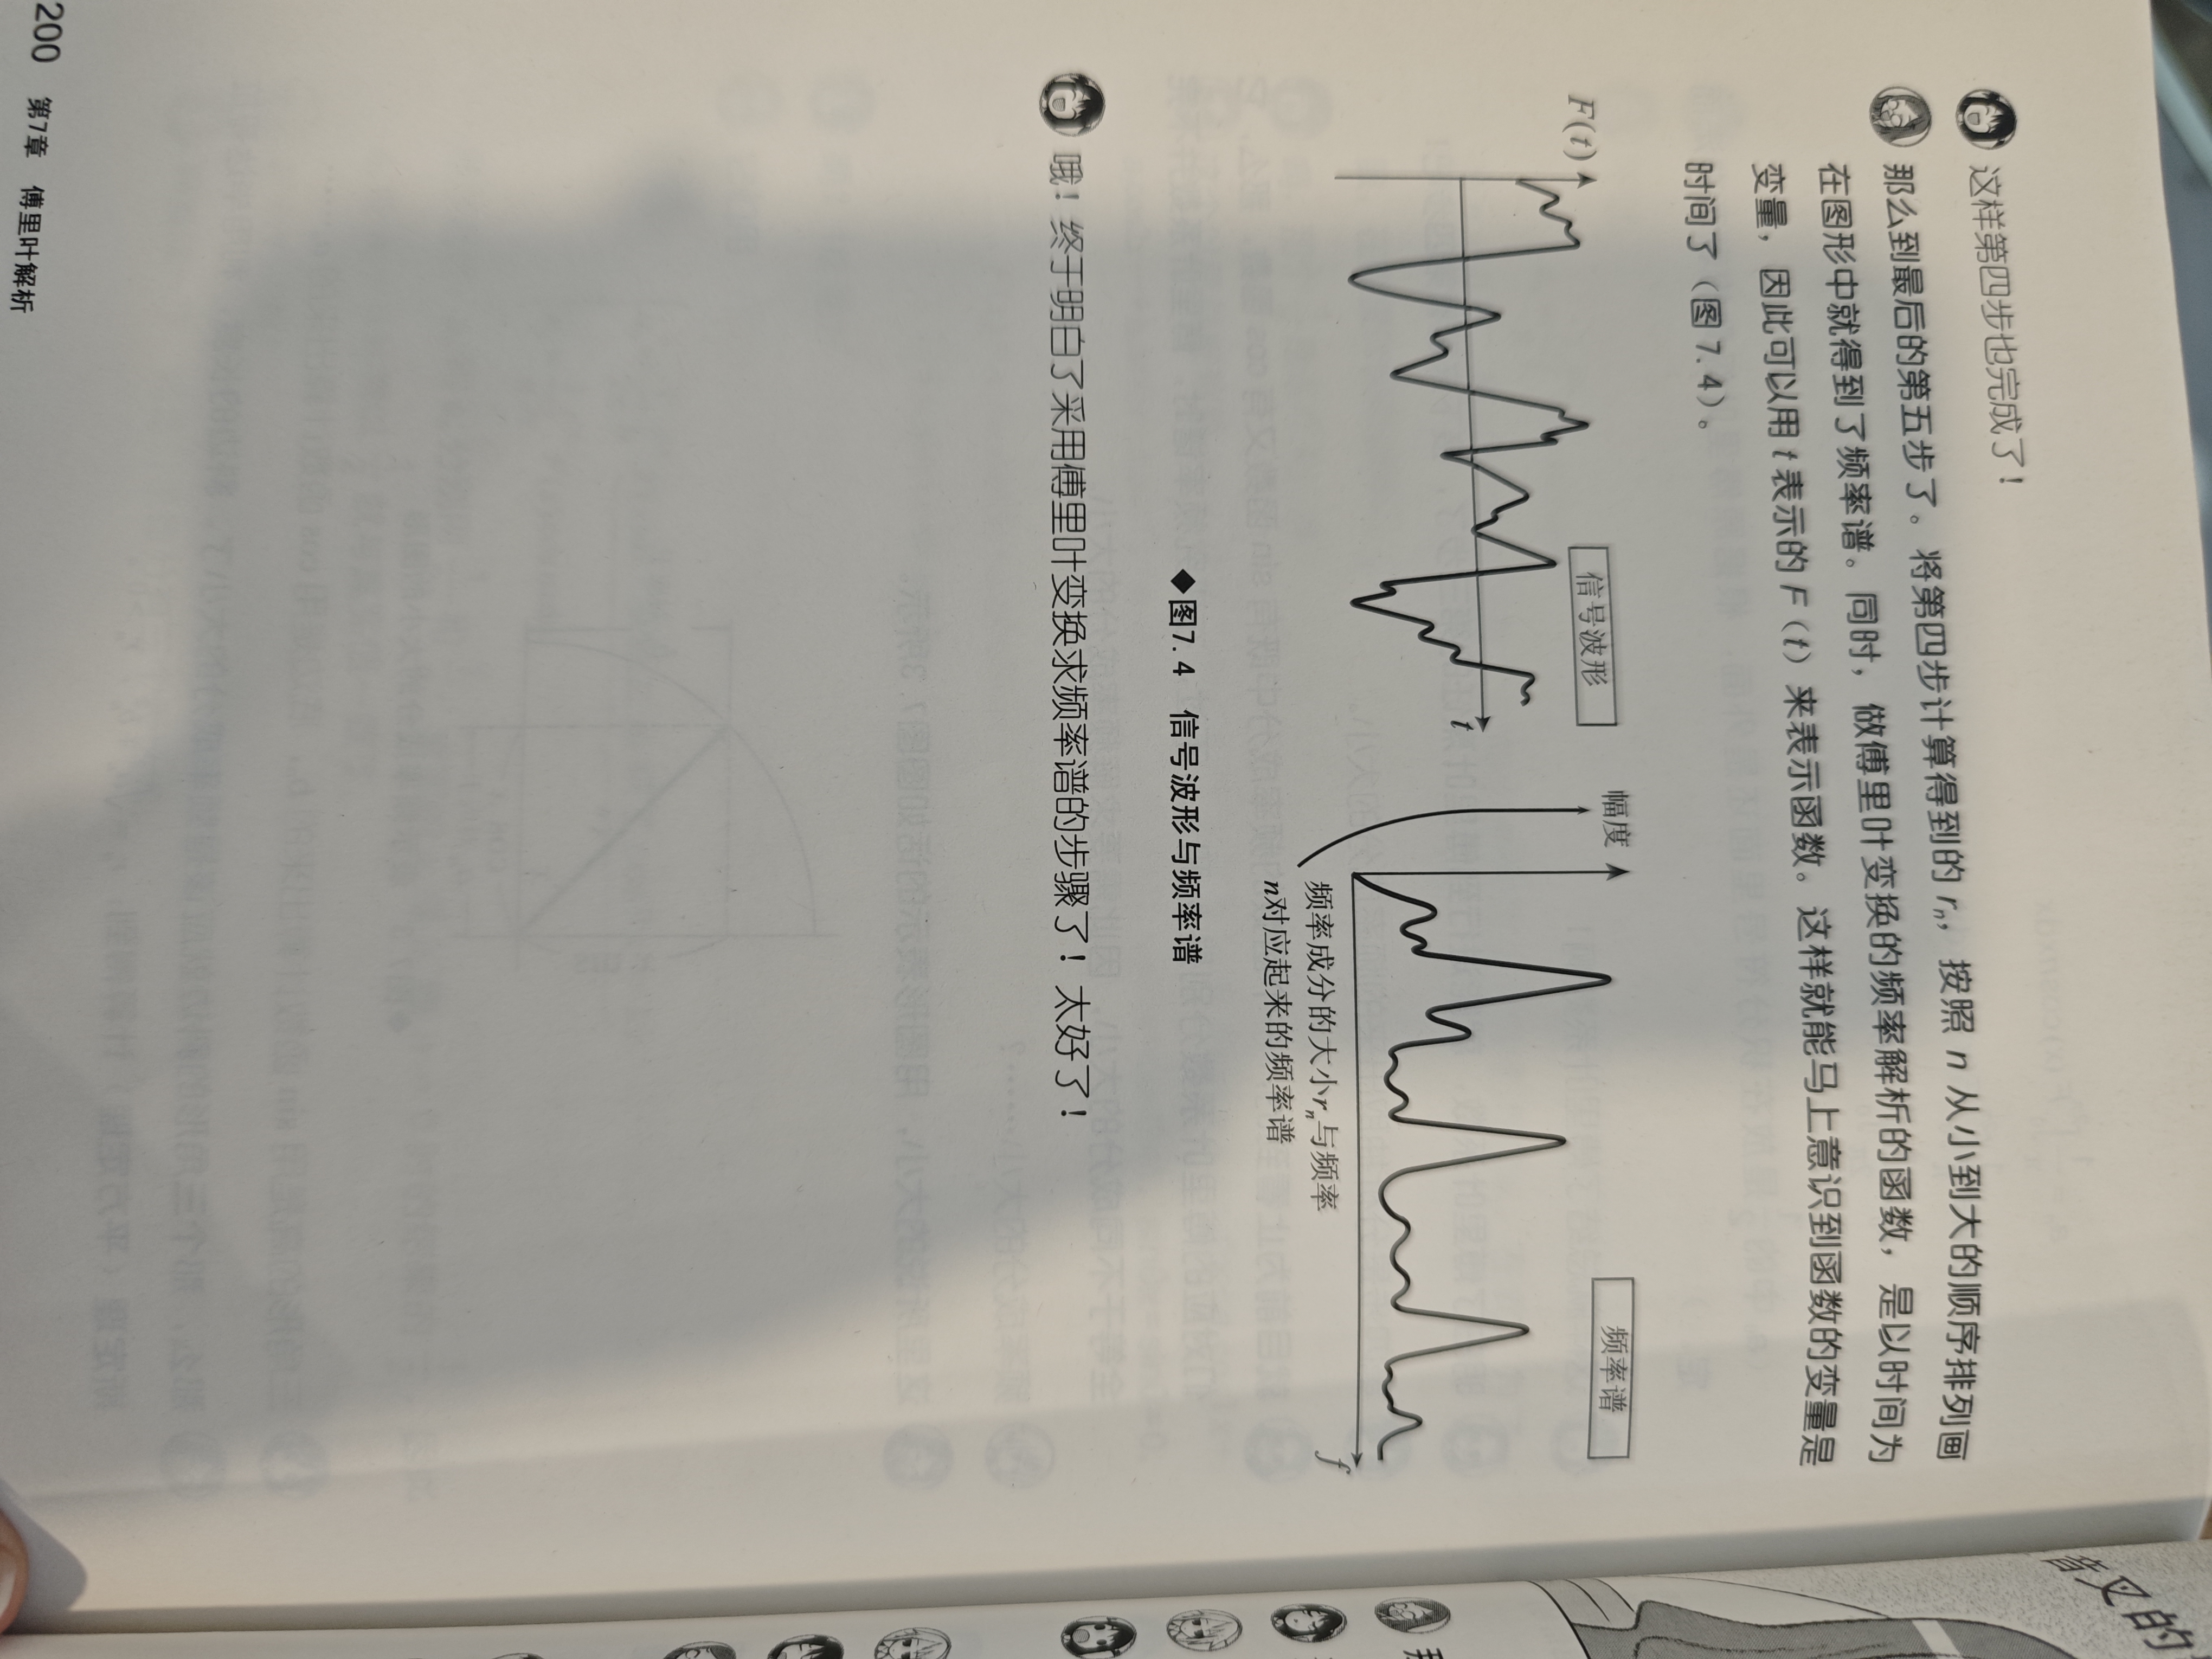 音叉的
这样第四步也完成了！
那么到最后的第五步了。将第四步计算得到的 rn，按照 n 从小到大的顺序排列画
在图形中就得到了频率谱。同时，做傅里叶变换的频率解析的函数，是以时间为
变量，因此可以用 t 表示的 F（t）来表示函数。这样就能马上意识到函数的变量是
时间了（图 7.4）。
F(t)
信号波形
t
幅度
频率谱
f
频率成分的大小rn与频率
n对应起来的频率谱
◆图7.4 信号波形与频率谱
哦！终于明白了采用傅里叶变换求频率谱的步骤了！太好了！
200 第7章 傅里叶解析